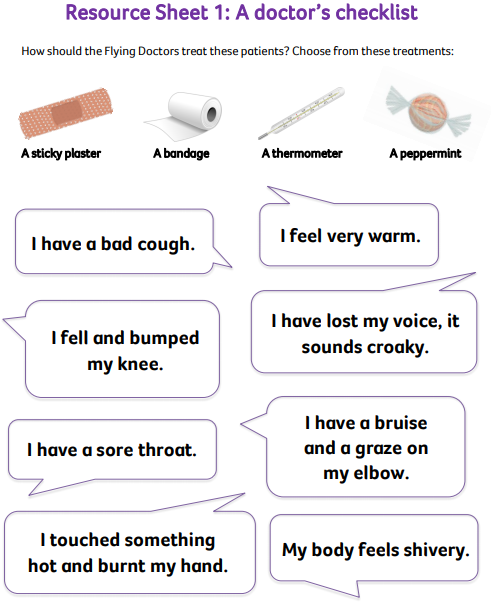 Resource Sheet 1: A doctor's checklist
How should the Flying Doctors treat these patients? Choose from these treatments:
A sticky plaster
A bandage
A thermometer
A peppermint
I have a bad cough.
I feel very warm.
I fell and bumped
my knee.
I have lost my voice, it
sounds croaky.
I have a sore throat.
I have a bruise
and a graze on
my elbow.
I touched something
hot and burnt my hand.
My body feels shivery.